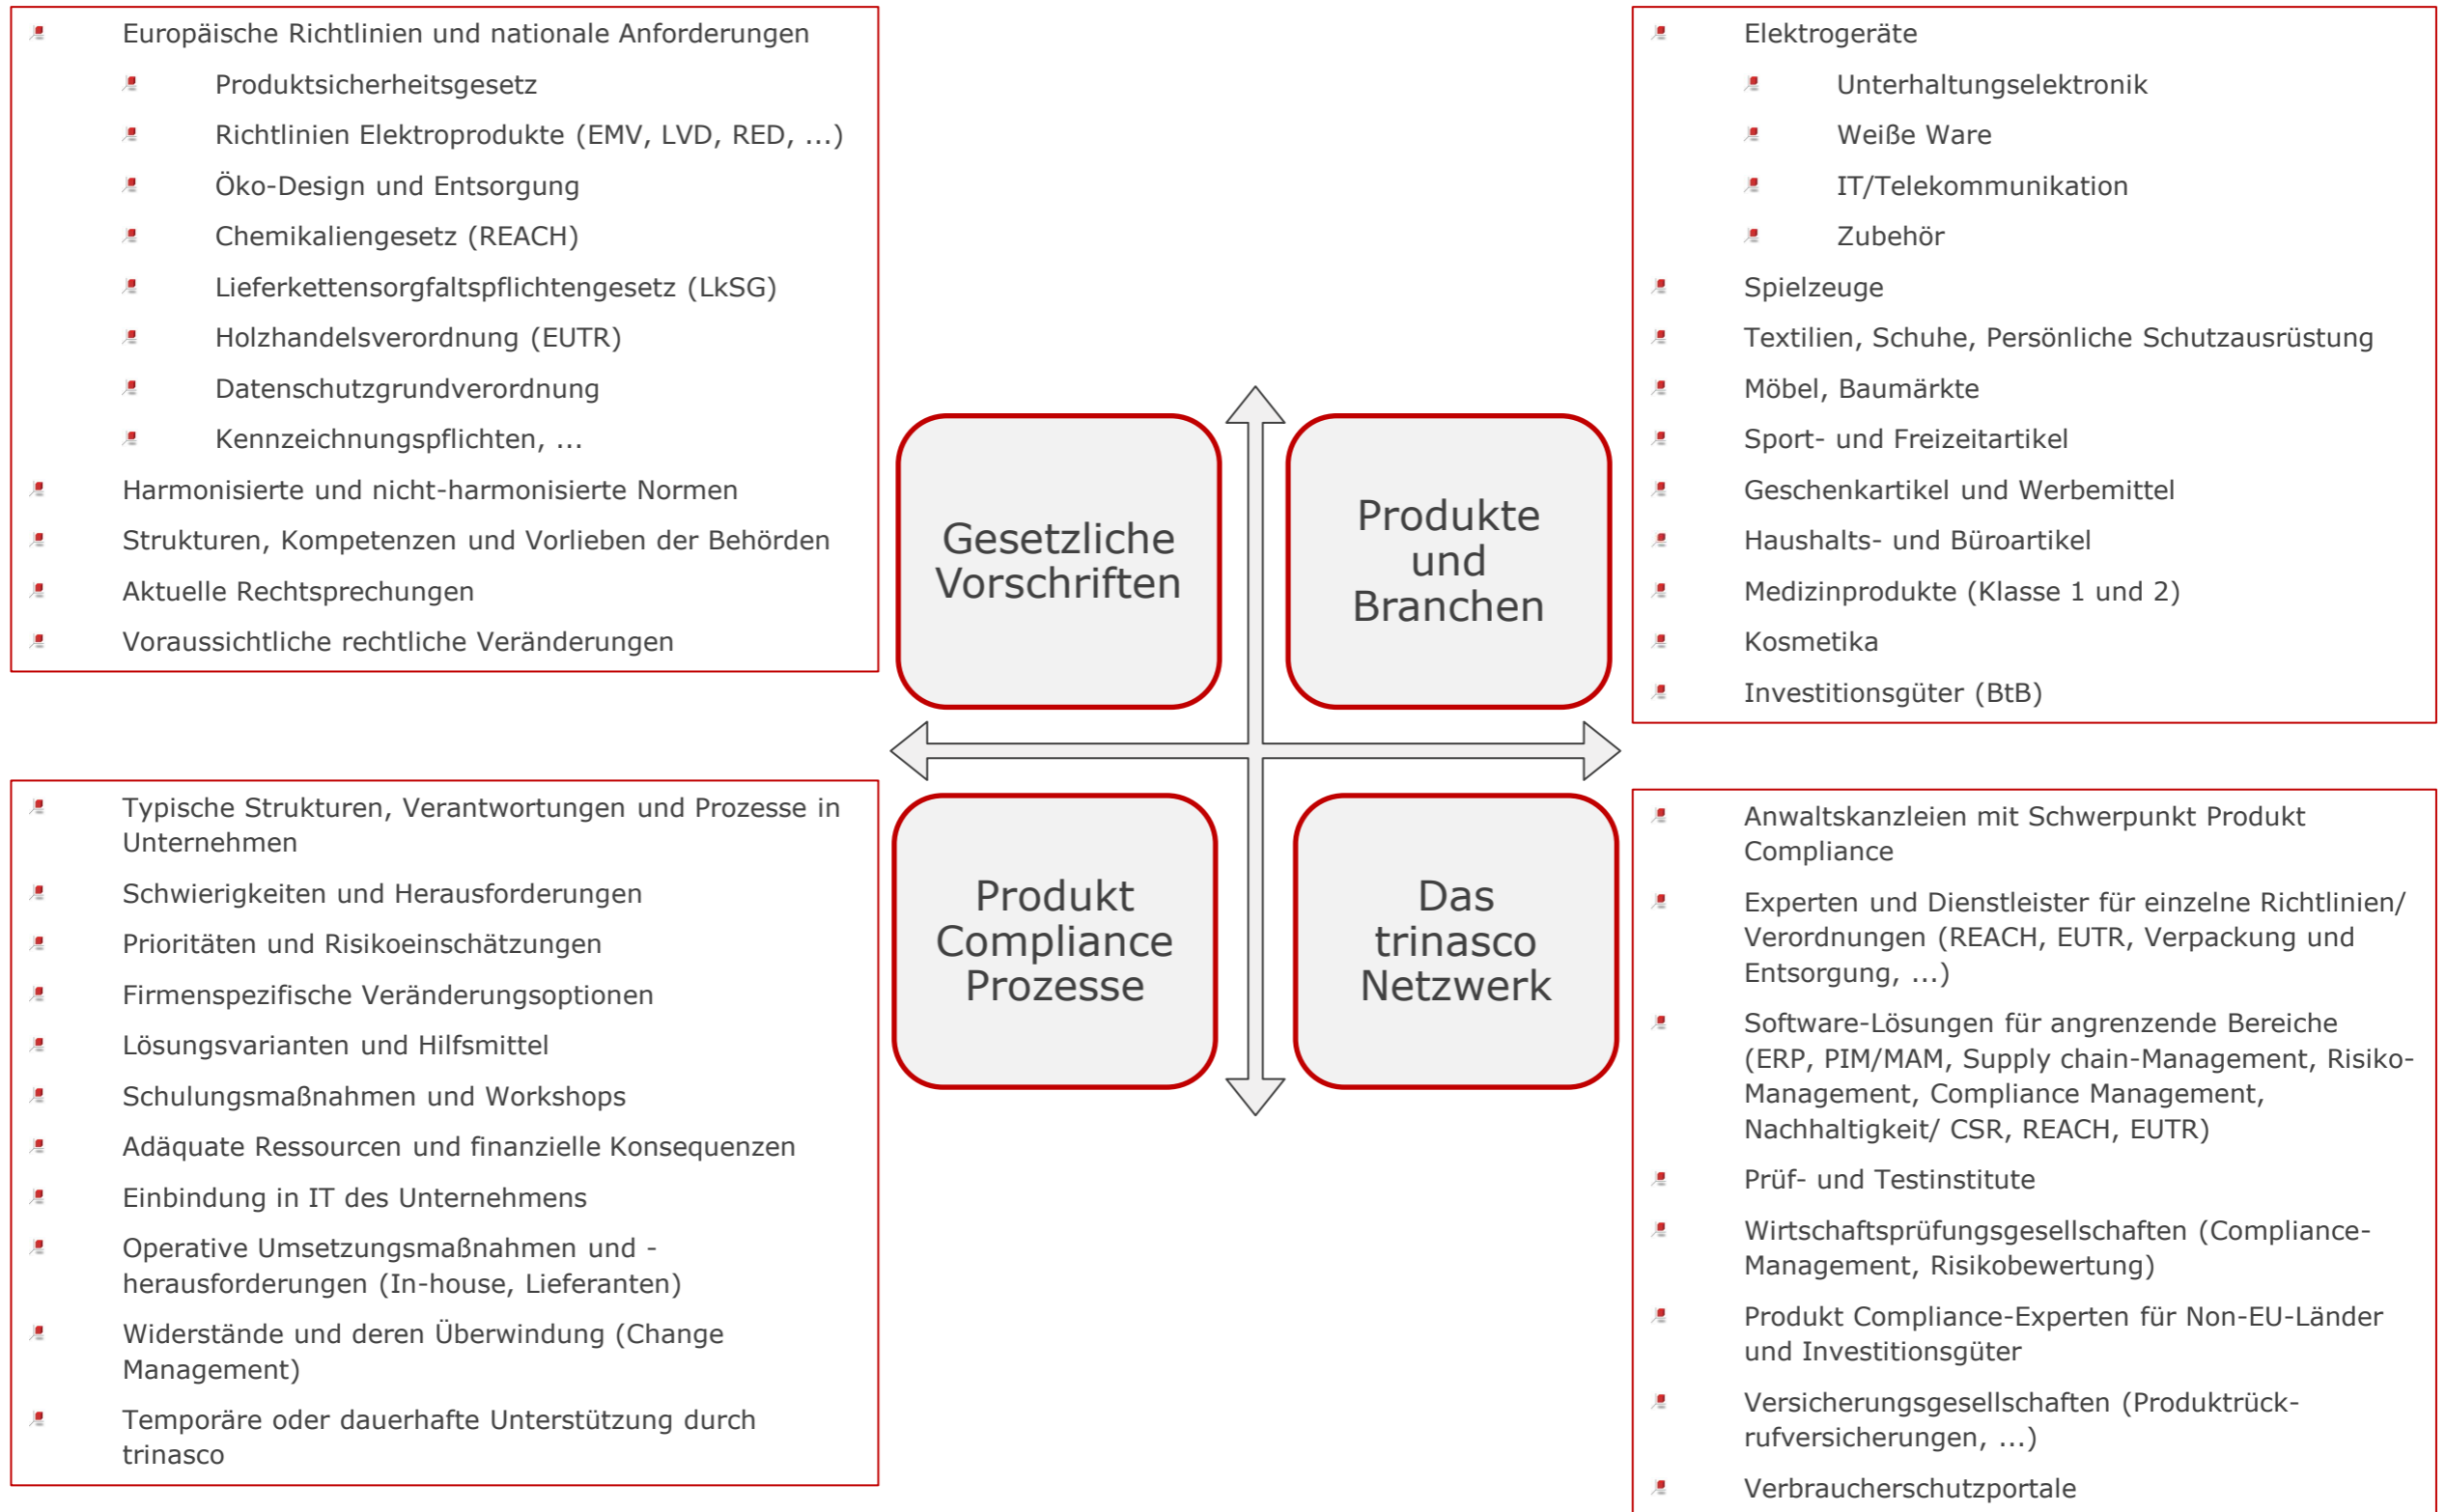 Europäische Richtlinien und nationale Anforderungen
Produktsicherheitsgesetz
Richtlinien Elektroprodukte (EMV, LVD, RED, ...)
Öko-Design und Entsorgung
Chemikaliengesetz (REACH)
Lieferkettensorgfaltspflichtengesetz (LkSG)
Holzhandelsverordnung (EUTR)
Datenschutzgrundverordnung
Kennzeichnungspflichten, ...
Harmonisierte und nicht-harmonisierte Normen
Strukturen, Kompetenzen und Vorlieben der Behörden
Aktuelle Rechtsprechungen
Voraussichtliche rechtliche Veränderungen
Gesetzliche
Vorschriften
Produkte
und
Branchen
Elektrogeräte
Unterhaltungselektronik
Weiße Ware
IT/Telekommunikation
Zubehör
Spielzeuge
Textilien, Schuhe, Persönliche Schutzausrüstung
Möbel, Baumärkte
Sport- und Freizeitartikel
Geschenkartikel und Werbemittel
Haushalts- und Büroartikel
Medizinprodukte (Klasse 1 und 2)
Kosmetika
Investitionsgüter (BtB)
Typische Strukturen, Verantwortungen und Prozesse in
Unternehmen
Schwierigkeiten und Herausforderungen
Prioritäten und Risikoeinschätzungen
Firmenspezifische Veränderungsoptionen
Lösungsvarianten und Hilfsmittel
Schulungsmaßnahmen und Workshops
Adäquate Ressourcen und finanzielle Konsequenzen
Einbindung in IT des Unternehmens
Operative Umsetzungsmaßnahmen und -
herausforderungen (In-house, Lieferanten)
Widerstände und deren Überwindung (Change
Management)
Temporäre oder dauerhafte Unterstützung durch
trinasco
Produkt
Compliance
Prozesse
Das
trinasco
Netzwerk
Anwaltskanzleien mit Schwerpunkt Produkt
Compliance
Experten und Dienstleister für einzelne Richtlinien/
Verordnungen (REACH, EUTR, Verpackung und
Entsorgung, ...)
Software-Lösungen für angrenzende Bereiche
(ERP, PIM/MAM, Supply chain-Management, Risiko-
Management, Compliance Management,
Nachhaltigkeit/ CSR, REACH, EUTR)
Prüf- und Testinstitute
Wirtschaftsprüfungsgesellschaften (Compliance-
Management, Risikobewertung)
Produkt Compliance-Experten für Non-EU-Länder
und Investitionsgüter
Versicherungsgesellschaften (Produktrück-
rufversicherungen, ...)
Verbraucherschutzportale